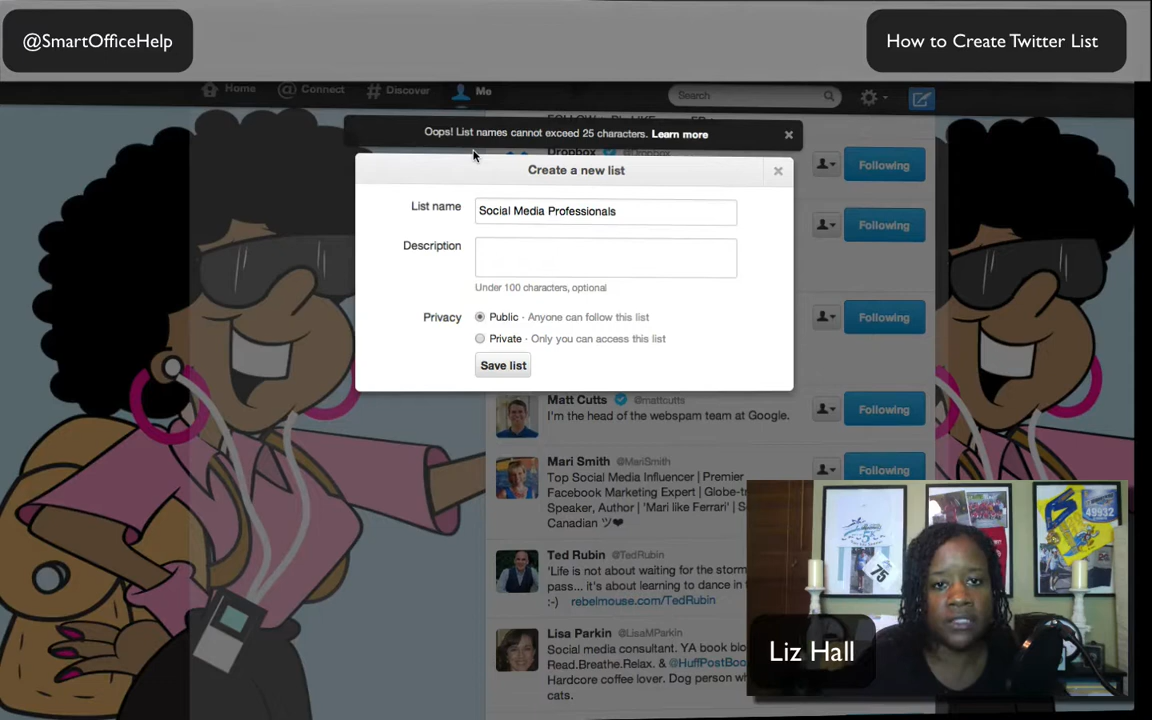 @SmartOfficeHelp
How to Create Twitter List
Home
@ Connect
# Discover
Me
Search
Oops! List names cannot exceed 25 characters. Learn more
Dropbox
Create a new list
Following
List name
Social Media Professionals
Following
Description
Under 100 characters, optional
Privacy
Public · Anyone can follow this list
Following
Private · Only you can access this list
Save list
Matt Cutts @mattcutts
I'm the head of the webspam team at Google.
Following
Mari Smith @MariSmith
Following
Top Social Media Influencer | Premier
Facebook Marketing Expert | Globe-tr
Speaker, Author | 'Mari like Ferrari' | S
Canadian ツ❤
49932
75
Ted Rubin @TedRubin
'Life is not about waiting for the storm
pass... it's about learning to dance in t
:-) rebelmouse.com/TedRubin
Lisa Parkin @LisaMParkin
Social media consultant. YA book blo
Read.Breathe.Relax. & @HuffPostBoo
Hardcore coffee lover. Dog person wh
cats.
Liz Hall